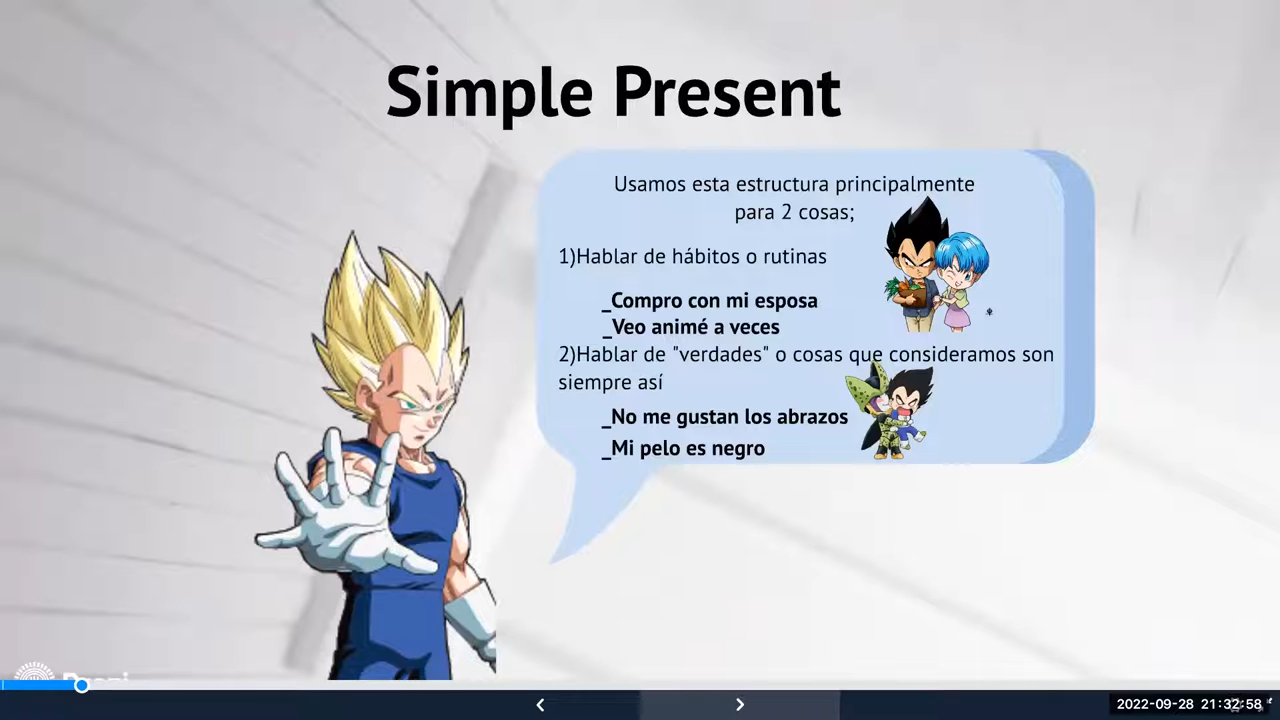 Simple Present
Usamos esta estructura principalmente
para 2 cosas;
1)Hablar de hábitos o rutinas
_Compro con mi esposa
_Veo animé a veces
2)Hablar de "verdades" o cosas que consideramos son
siempre así
_No me gustan los abrazos
_Mi pelo es negro
2022-09-28 21:32:58